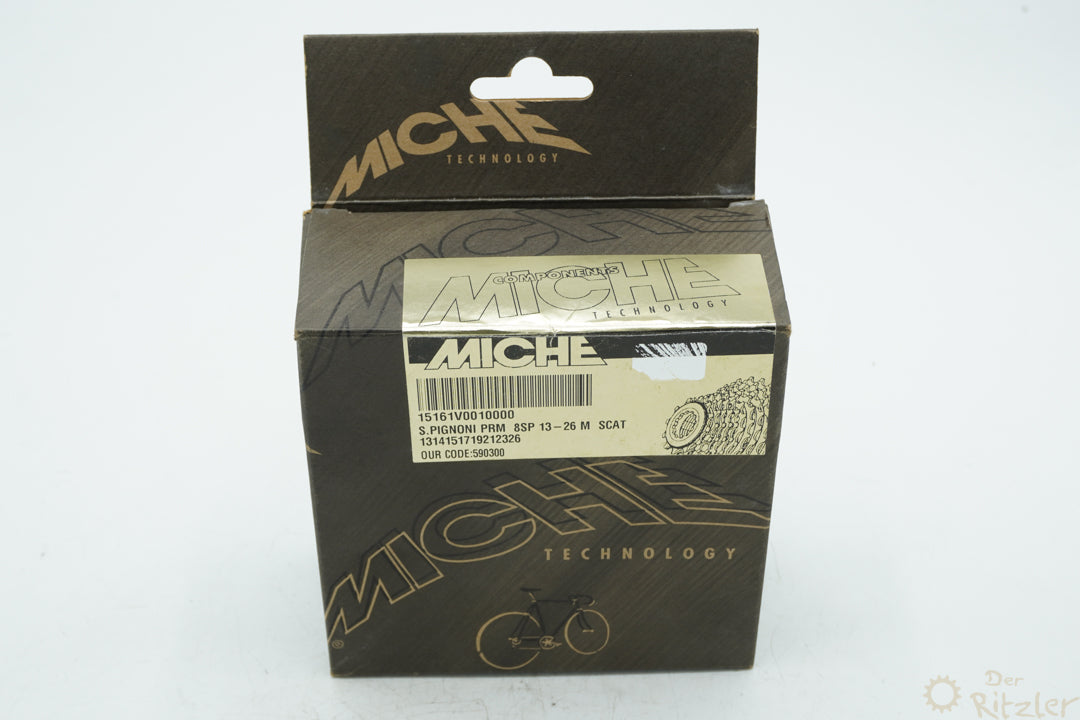 MICHE
TECHNOLOGY
MICHE
COMPONENTS
MICHE
TECHNOLOGY
MICHE
15161V0010000
S.PIGNONI PRM 8SP 13-26 M SCAT
1314151719212326
OUR CODE:590300
MICHE
TECHNOLOGY
®
Der
Ritzler